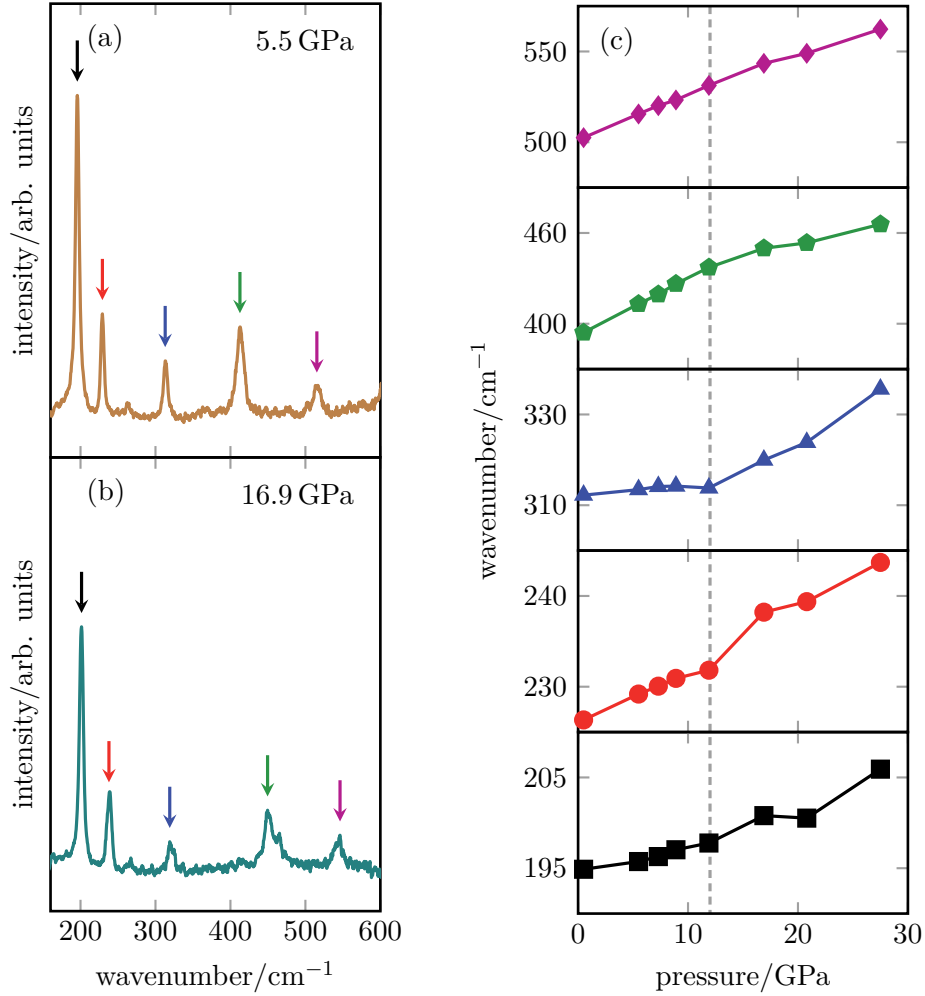 (a)
5.5 GPa
intensity/arb. units
(b)
16.9 GPa
intensity/arb. units
200 300 400 500 600
wavenumber/cm⁻¹
(c)
550
500
460
400
330
310
240
230
205
195
wavenumber/cm⁻¹
0 10 20 30
pressure/GPa